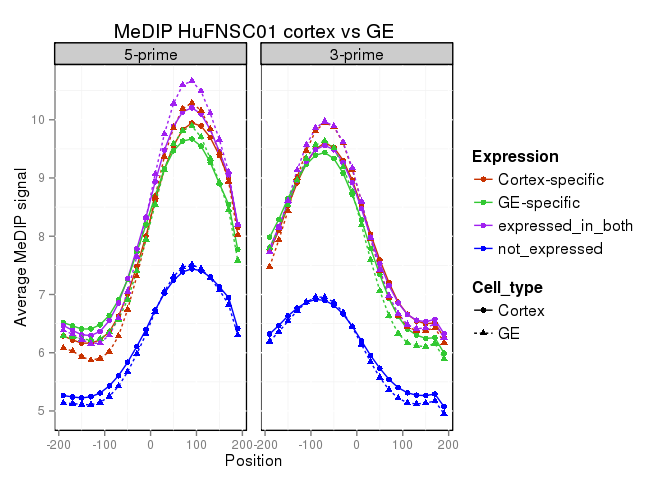 MeDIP HuFNSC01 cortex vs GE
5-prime
3-prime
Average MeDIP signal
10
9
8
7
6
5
-200
-100
0
100
200
-200
-100
0
100
200
Position
Expression
Cortex-specific
GE-specific
expressed_in_both
not_expressed
Cell_type
Cortex
GE